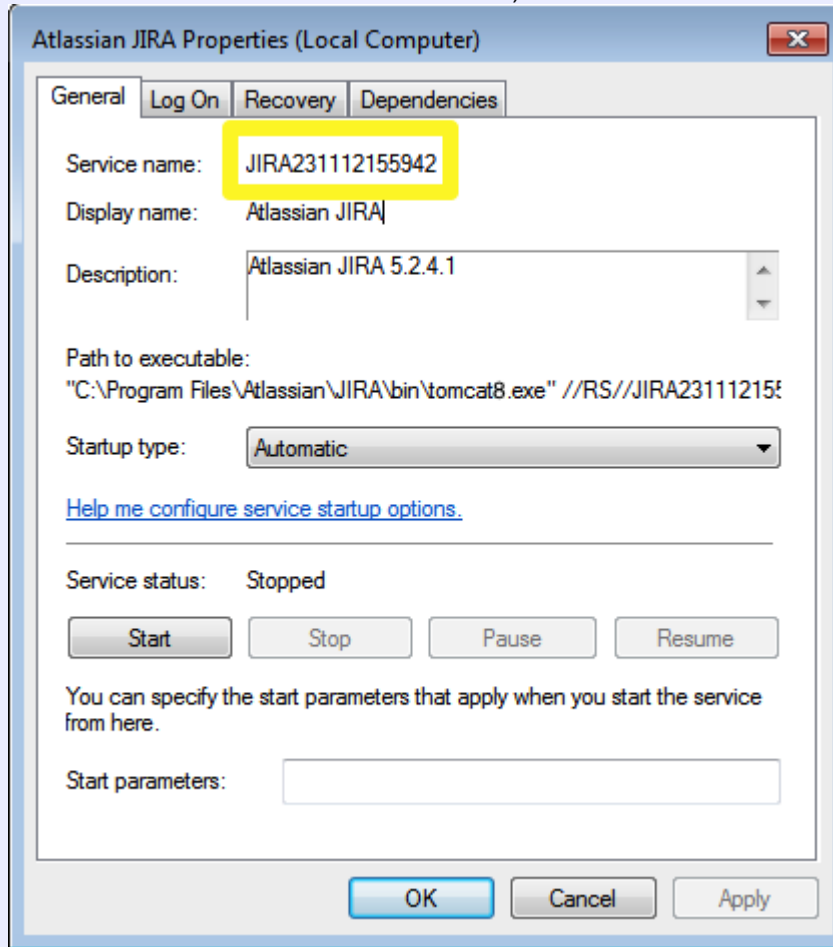 Atlassian JIRA Properties (Local Computer)
General Log On Recovery Dependencies
Service name: JIRA231112155942
Display name: Atlassian JIRA
Description: Atlassian JIRA 5.2.4.1
Path to executable:
"C:\Program Files\Atlassian\JIRA\bin\tomcat8.exe" //RS//JIRA231112155
Startup type: Automatic
Help me configure service startup options.
Service status: Stopped
Start Stop Pause Resume
You can specify the start parameters that apply when you start the service
from here.
Start parameters:
OK Cancel Apply